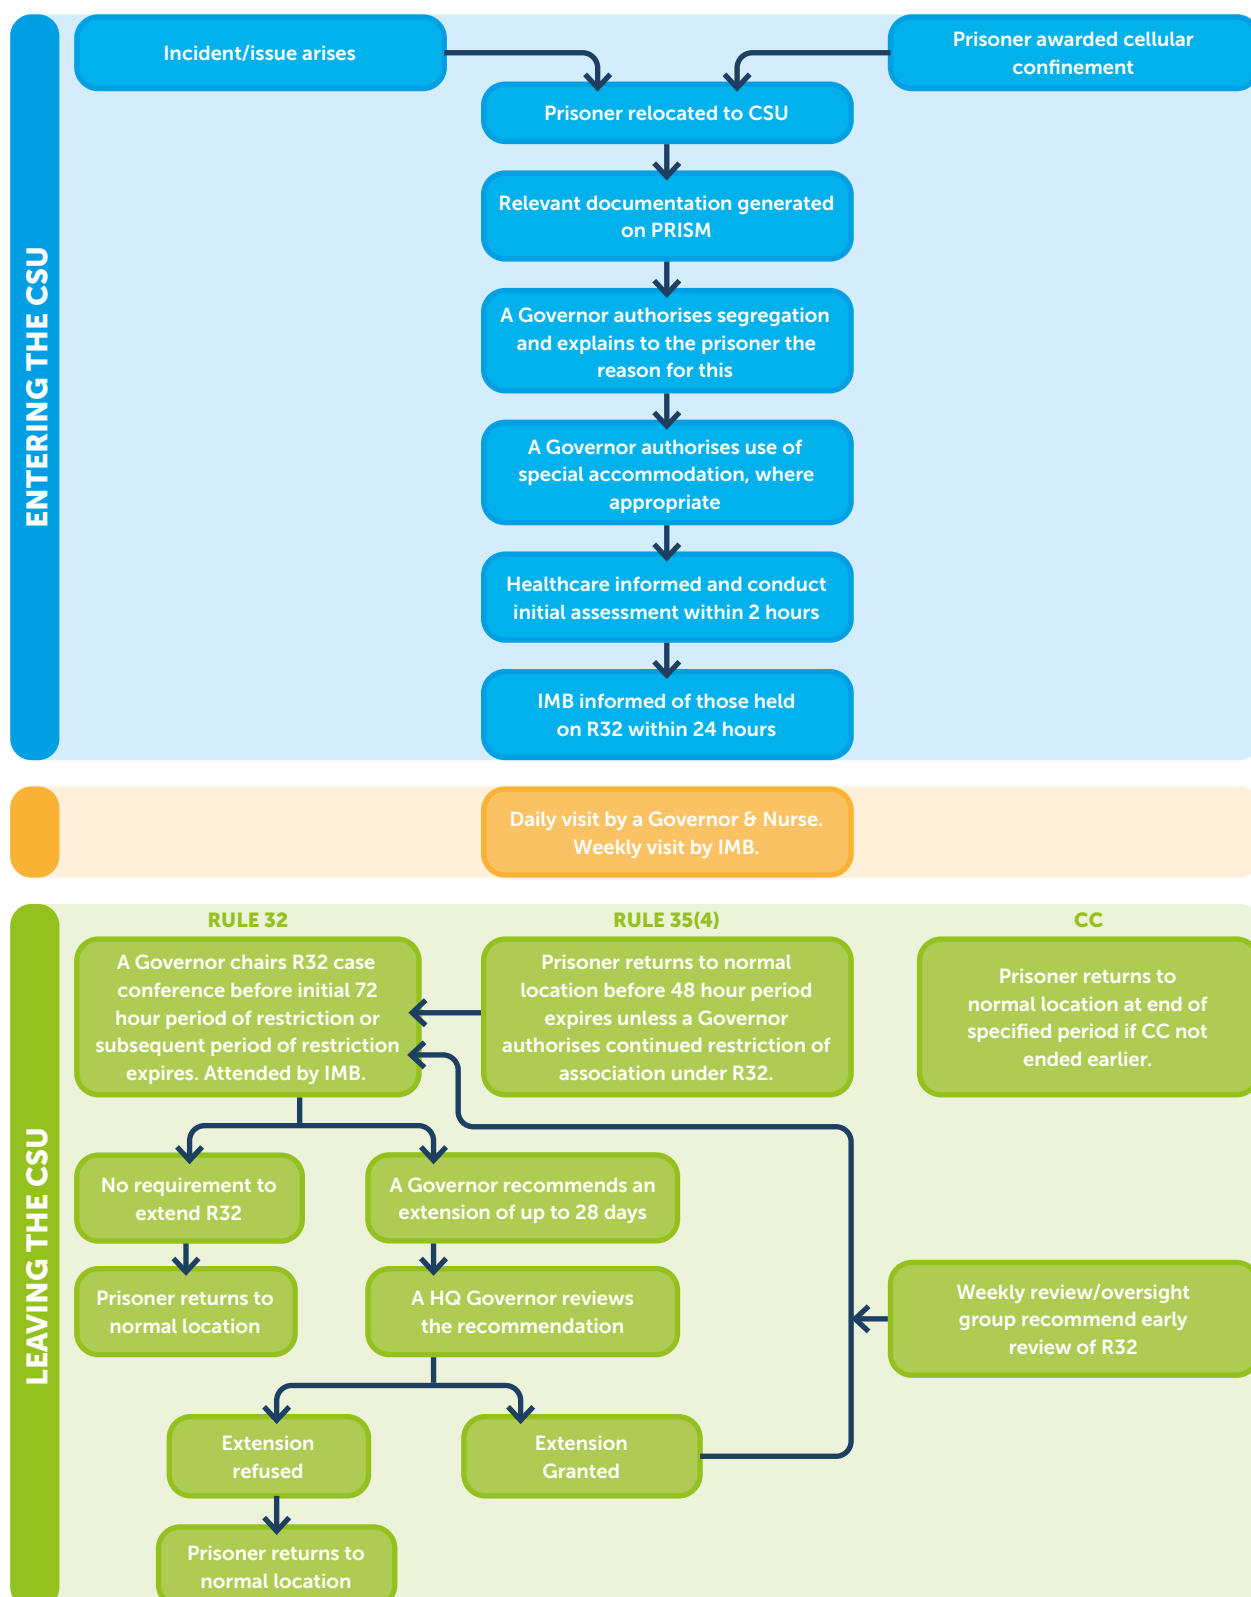 ENTERING THE CSU
Incident/issue arises
Prisoner awarded cellular
confinement
Prisoner relocated to CSU
Relevant documentation generated
on PRISM
A Governor authorises segregation
and explains to the prisoner the
reason for this
A Governor authorises use of
special accommodation, where
appropriate
Healthcare informed and conduct
initial assessment within 2 hours
IMB informed of those held
on R32 within 24 hours
Daily visit by a Governor & Nurse.
Weekly visit by IMB.
LEAVING THE CSU
RULE 32
A Governor chairs R32 case
conference before initial 72
hour period of restriction or
subsequent period of restriction
expires. Attended by IMB.
RULE 35(4)
Prisoner returns to normal
location before 48 hour period
expires unless a Governor
authorises continued restriction of
association under R32.
CC
Prisoner returns to
normal location at end of
specified period if CC not
ended earlier.
No requirement to
extend R32
A Governor recommends an
extension of up to 28 days
Prisoner returns to
normal location
A HQ Governor reviews
the recommendation
Weekly review/oversight
group recommend early
review of R32
Extension
refused
Extension
Granted
Prisoner returns to
normal location